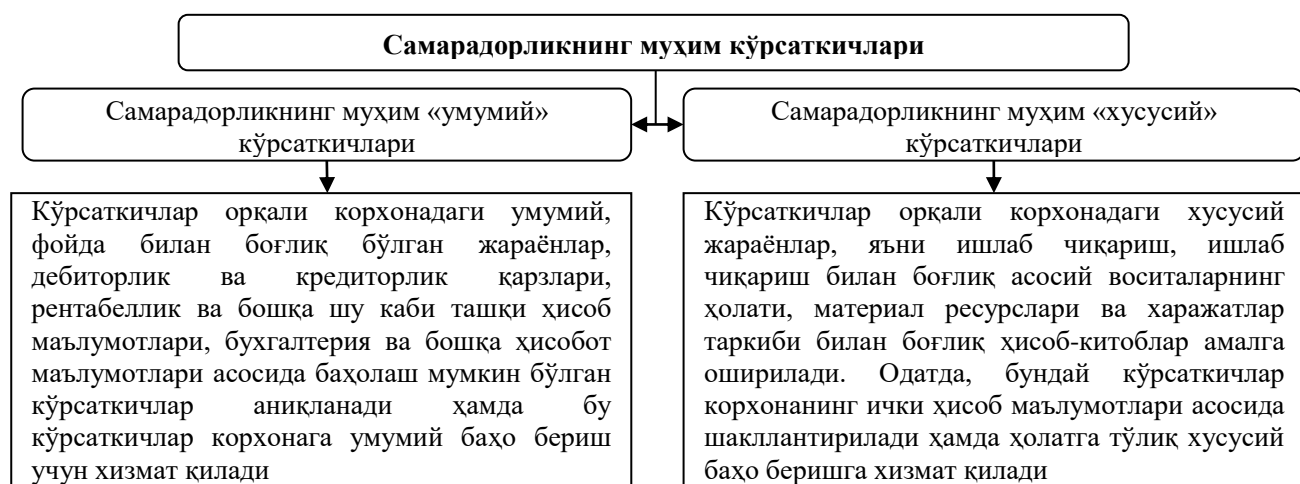 Самарадорликнинг муҳим кўрсаткичлари
Самарадорликнинг муҳим «умумий»
кўрсаткичлари
Самарадорликнинг муҳим «хусусий»
кўрсаткичлари
Кўрсаткичлар орқали корхонадаги умумий,
фойда билан боғлиқ бўлган жараёнлар,
дебиторлик ва кредиторлик қарзлари,
рентабеллик ва бошқа шу каби ташқи ҳисоб
маълумотлари, бухгалтерия ва бошқа ҳисобот
маълумотлари асосида баҳолаш мумкин бўлган
кўрсаткичлар аниқланади ҳамда бу
кўрсаткичлар корхонага умумий баҳо бериш
учун хизмат қилади
Кўрсаткичлар орқали корхонадаги хусусий
жараёнлар, яъни ишлаб чиқариш, ишлаб
чиқариш билан боғлиқ асосий воситаларнинг
ҳолати, материал ресурслари ва харажатлар
таркиби билан боғлиқ ҳисоб-китоблар амалга
оширилади. Одатда, бундай кўрсаткичлар
корхонанинг ички ҳисоб маълумотлари асосида
шакллантирилади ҳамда ҳолатга тўлиқ хусусий
баҳо беришга хизмат қилади